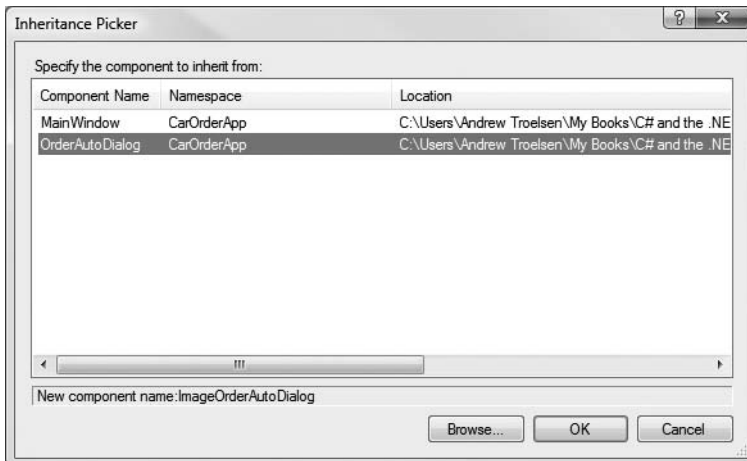 Inheritance Picker
Specify the component to inherit from:
Component Name Namespace Location
MainWindow CarOrderApp C:\Users\Andrew Troelsen\My Books\C# and the .NE
OrderAutoDialog CarOrderApp C:\Users\Andrew Troelsen\My Books\C# and the .NE
New component name:ImageOrderAutoDialog
Browse... OK Cancel